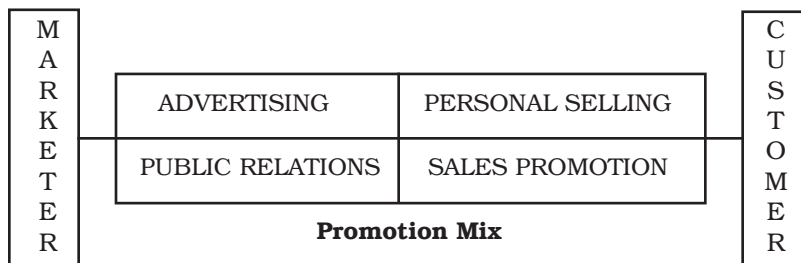 MARKETER
ADVERTISING PERSONAL SELLING
PUBLIC RELATIONS SALES PROMOTION
Promotion Mix
CUSTOMER